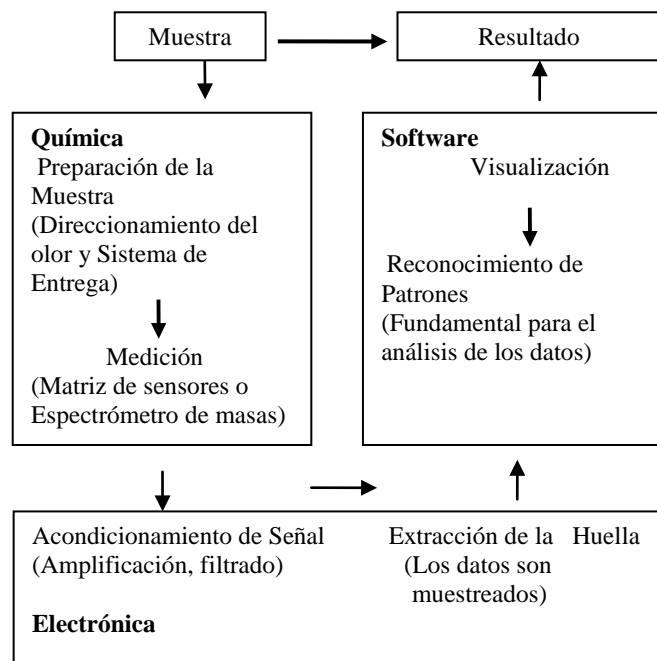 Muestra
Resultado
Química
Preparación de la
Muestra
(Direccionamiento del
olor y Sistema de
Entrega)
Medición
(Matriz de sensores o
Espectrómetro de masas)
Software
Visualización
Reconocimiento de
Patrones
(Fundamental para el
análisis de los datos)
Acondicionamiento de Señal
(Amplificación, filtrado)
Electrónica
Extracción de la Huella
(Los datos son
muestreados)